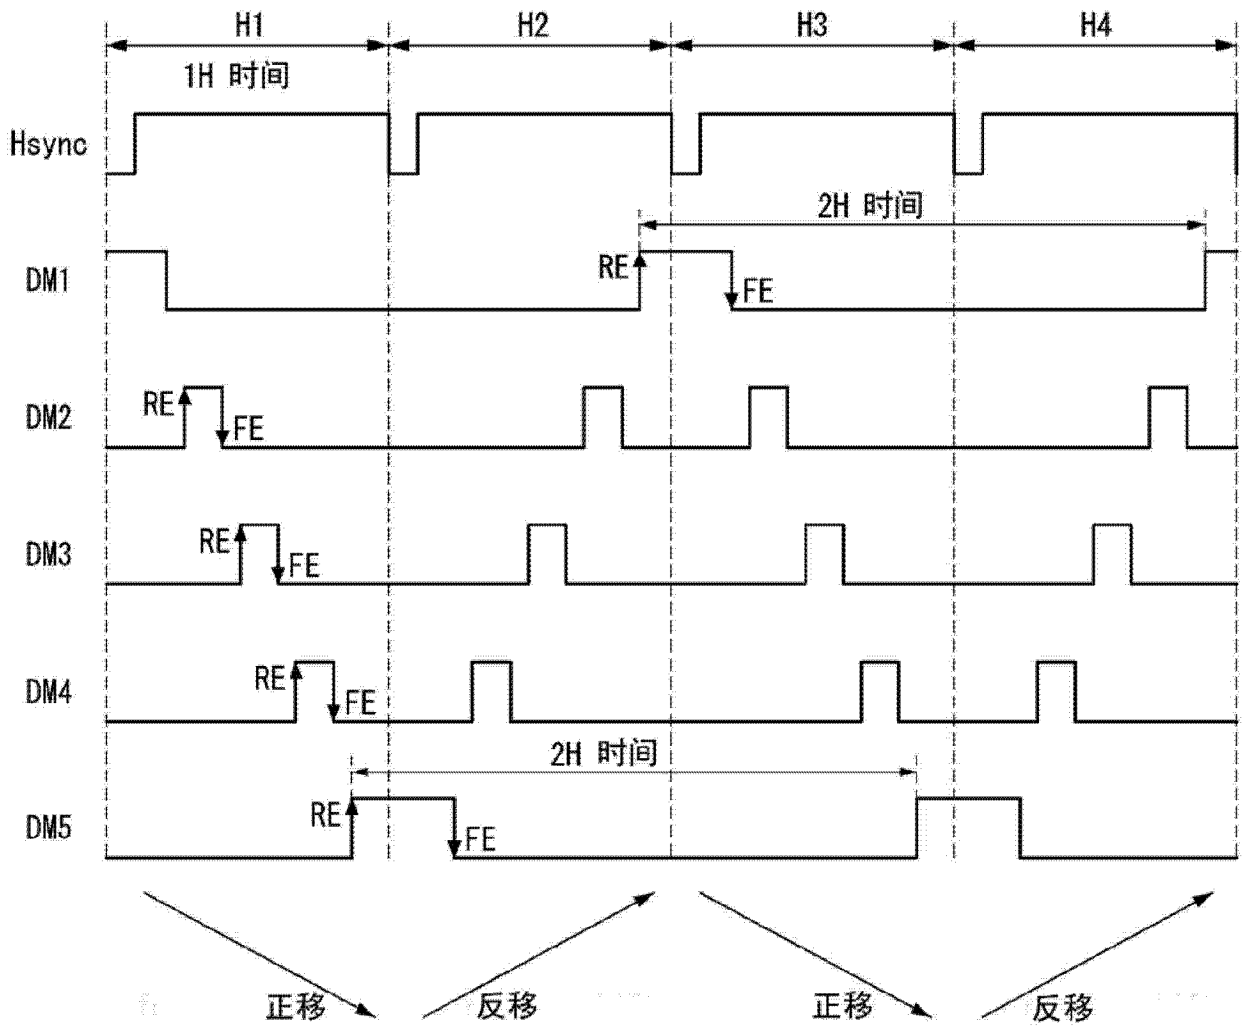 H1 H2 H3 H4
1H 时间
Hsync
2H 时间
DM1 RE FE
DM2 RE FE
DM3 RE FE
DM4 RE FE
2H 时间
DM5 RE FE
正移 反移 正移 反移